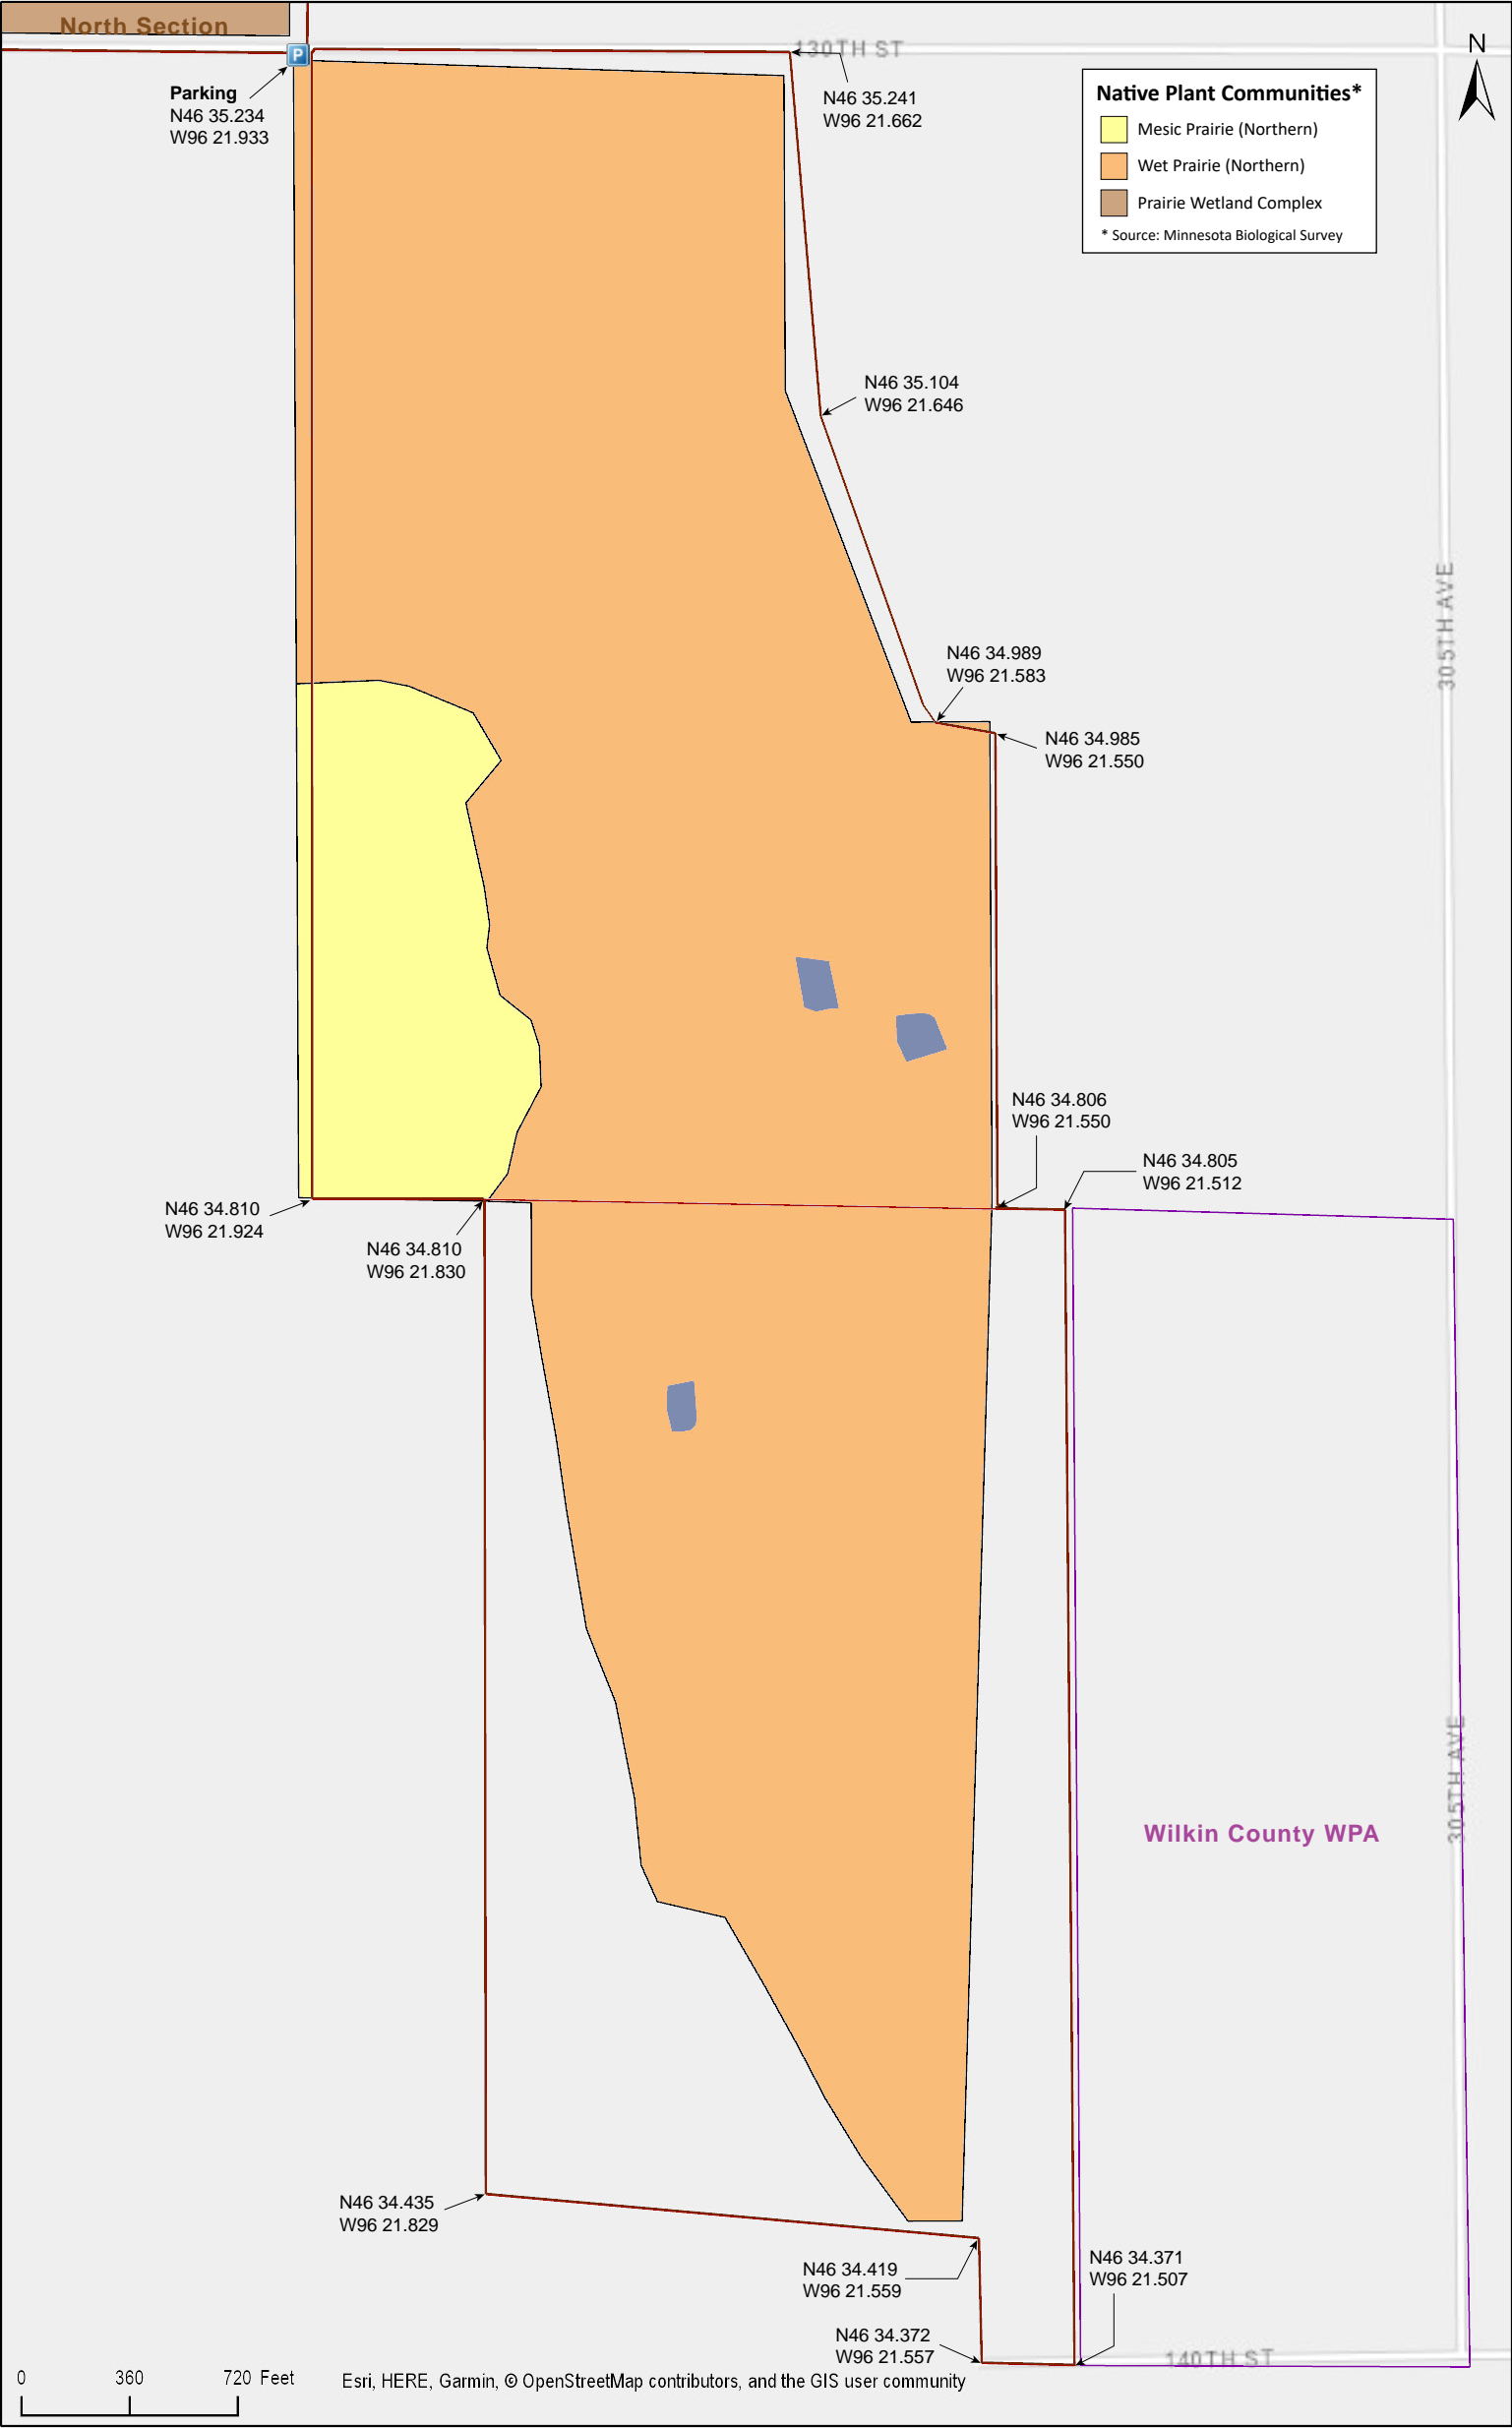 North Section
P
130TH ST
N
Parking
N46 35.234
W96 21.933
N46 35.241
W96 21.662
Native Plant Communities*
Mesic Prairie (Northern)
Wet Prairie (Northern)
Prairie Wetland Complex
* Source: Minnesota Biological Survey
N46 35.104
W96 21.646
305TH AVE
N46 34.989
W96 21.583
N46 34.985
W96 21.550
N46 34.806
W96 21.550
N46 34.805
W96 21.512
N46 34.810
W96 21.924
N46 34.810
W96 21.830
305TH AVE
Wilkin County WPA
N46 34.435
W96 21.829
N46 34.419
W96 21.559
N46 34.371
W96 21.507
N46 34.372
W96 21.557
140TH ST
0 360 720 Feet
Esri, HERE, Garmin, © OpenStreetMap contributors, and the GIS user community